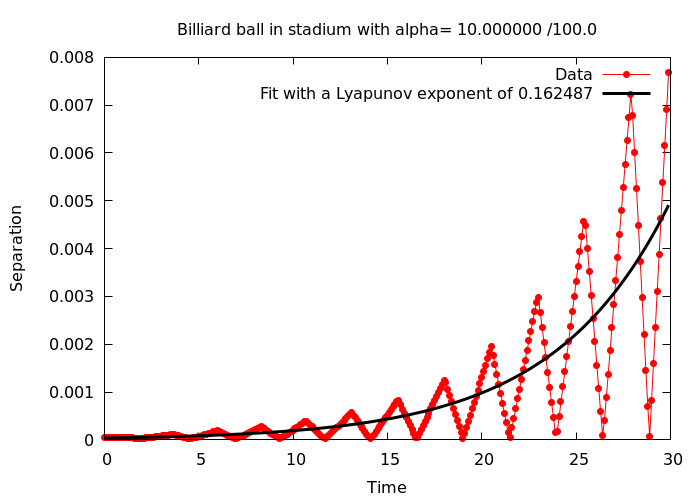 Billiard ball in stadium with alpha= 10.000000 /100.0
0.008
Data
0.007
Fit with a Lyapunov exponent of 0.162487
0.006
0.005
Separation
0.004
0.003
0.002
0.001
0
0 5 10 15 20 25 30
Time